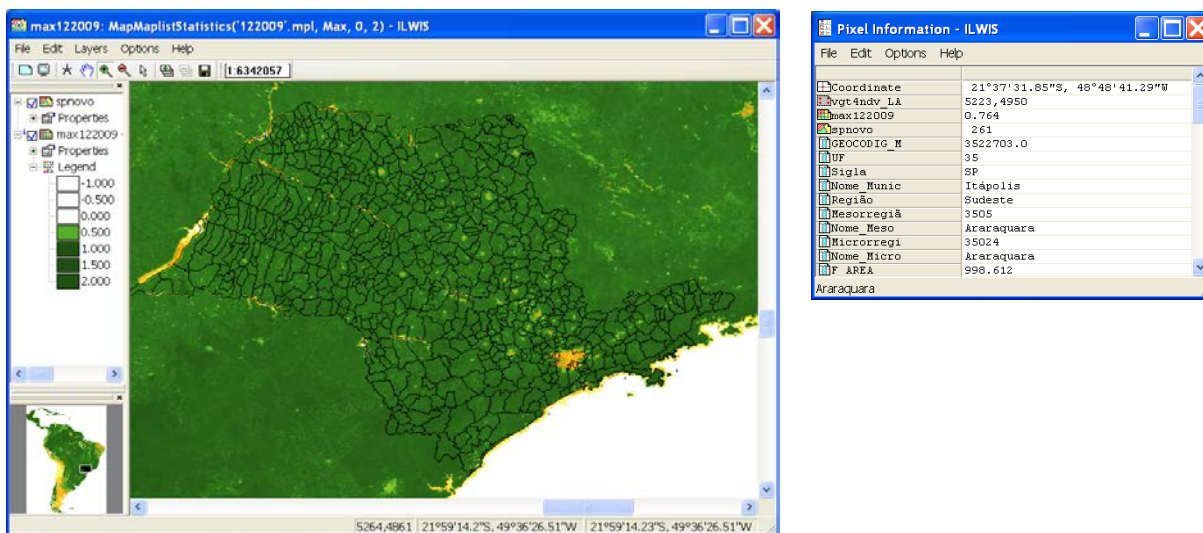 max122009: MapMaplistStatistics('122009'.mpl, Max, 0, 2) - ILWIS
File Edit Layers Options Help
1:6342057
spnovo
Properties
max122009 -
Properties
Legend
-1.000
-0.500
0.000
0.500
1.000
1.500
2.000
5264,4861 21°59'14.2"S, 49°36'26.51"W 21°59'14.23"S, 49°36'26.51"W
Pixel Information - ILWIS
File Edit Options Help
Coordinate 21°37'31.85"S, 48°48'41.29"W
vgt4ndv_LA 5223,4950
max122009 0.764
spnovo 261
GEOCODIG_M 3522703.0
UF 35
Sigla SP
Nome_Munic Itápolis
Região Sudeste
Mesorregiã 3505
Nome_Meso Araraquara
Microrregi 35024
Nome_Micro Araraquara
F_AREA 998.612
Araraquara